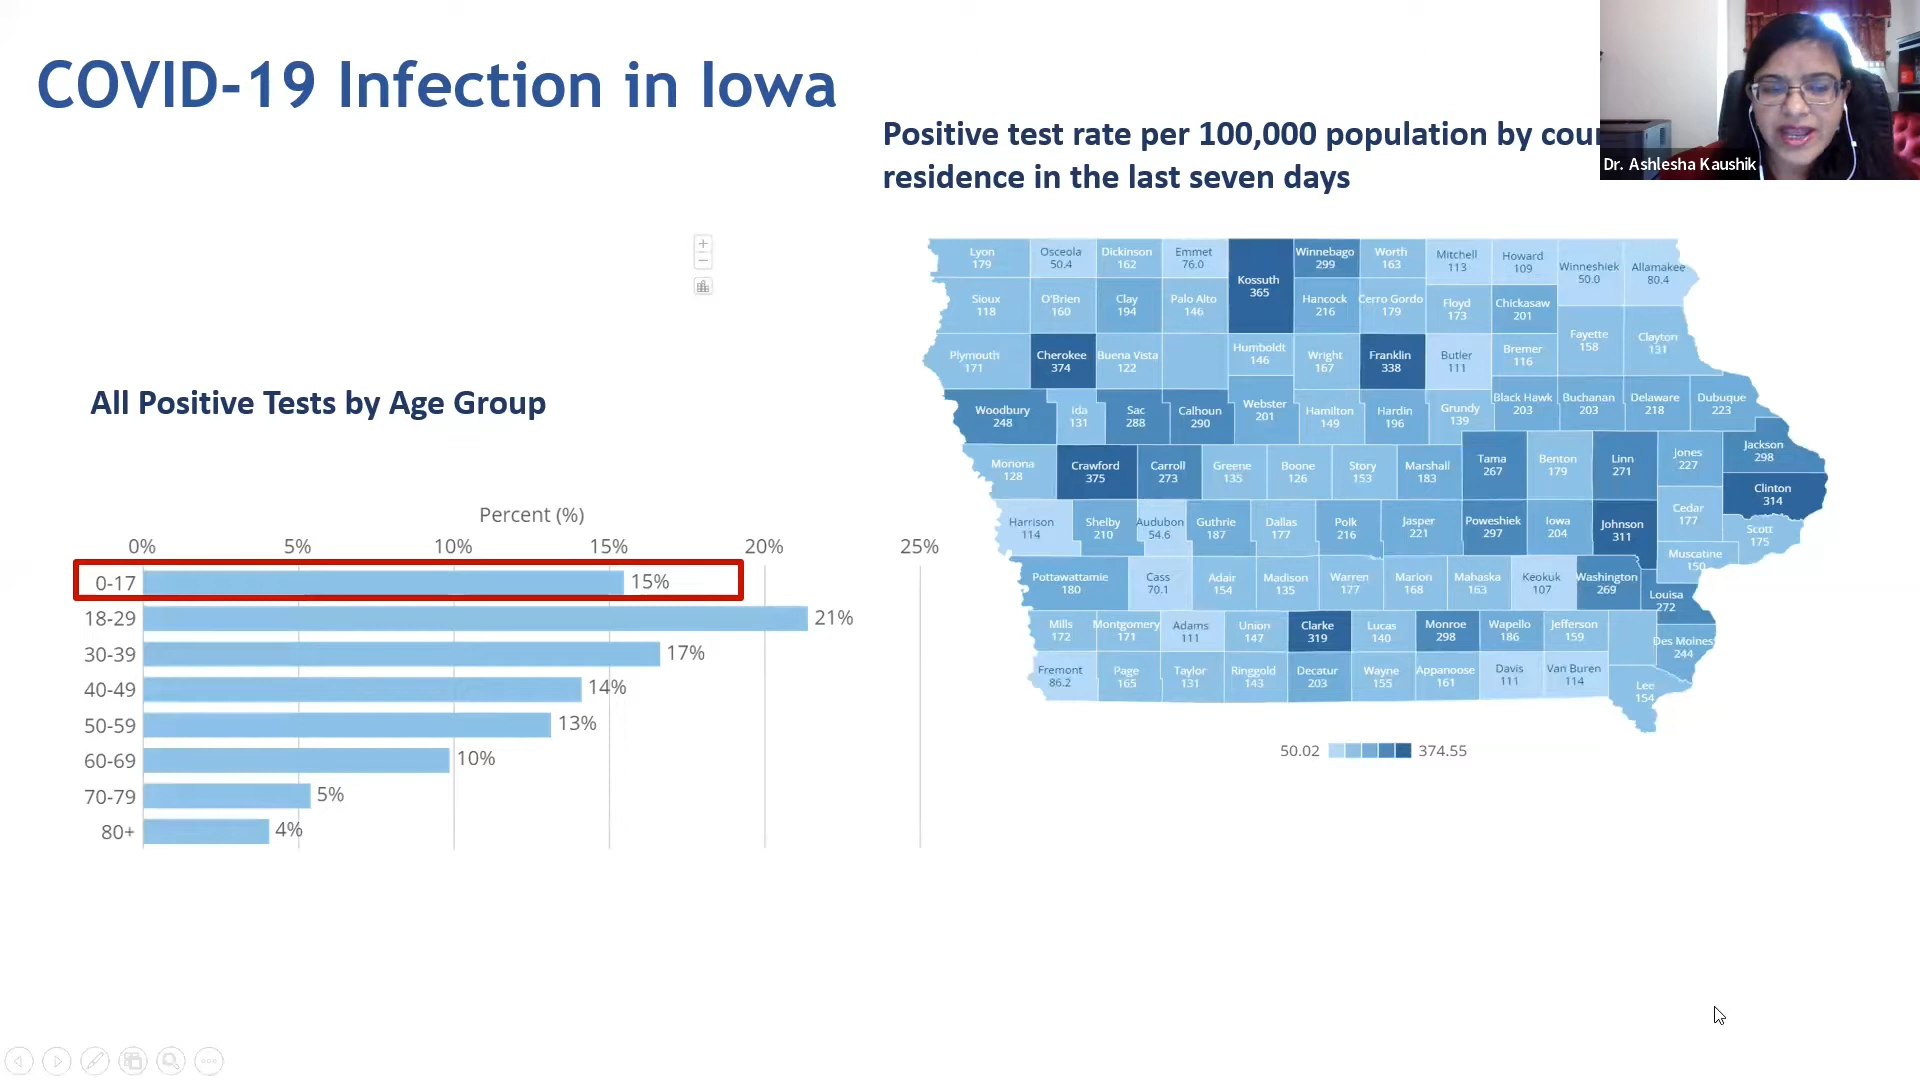 COVID-19 Infection in Iowa
Positive test rate per 100,000 population by cou
residence in the last seven days
Dr. Ashlesha Kaushik
All Positive Tests by Age Group
Percent (%)
0% 5% 10% 15% 20% 25%
0-17 15%
18-29 21%
30-39 17%
40-49 14%
50-59 13%
60-69 10%
70-79 5%
80+ 4%
Lyon 179
Osceola 50.4
Dickinson 162
Emmet 76.0
Kossuth 365
Winnebago 299
Worth 163
Mitchell 113
Howard 109
Winneshiek 50.0
Allamakee 80.4
Sioux 118
O'Brien 160
Clay 194
Palo Alto 146
Hancock 216
Cerro Gordo 179
Floyd 173
Chickasaw 201
Fayette 158
Clayton 131
Plymouth 171
Cherokee 374
Buena Vista 122
Humboldt 146
Wright 167
Franklin 338
Butler 111
Bremer 116
Woodbury 248
Ida 131
Sac 288
Calhoun 290
Webster 201
Hamilton 149
Hardin 196
Grundy 139
Black Hawk 203
Buchanan 203
Delaware 218
Dubuque 223
Monona 128
Crawford 375
Carroll 273
Greene 135
Boone 126
Story 153
Marshall 183
Tama 267
Benton 179
Linn 271
Jones 227
Jackson 298
Clinton 314
Harrison 114
Shelby 210
Audubon 54.6
Guthrie 187
Dallas 177
Polk 216
Jasper 221
Poweshiek 297
Iowa 204
Johnson 311
Cedar 177
Scott 175
Muscatine 150
Pottawattamie 180
Cass 70.1
Adair 154
Madison 135
Warren 177
Marion 168
Mahaska 163
Keokuk 107
Washington 269
Louisa 272
Mills 172
Montgomery 171
Adams 111
Union 147
Clarke 319
Lucas 140
Monroe 298
Wapello 186
Jefferson 159
Des Moines 244
Fremont 86.2
Page 165
Taylor 131
Ringgold 143
Decatur 203
Wayne 155
Appanoose 161
Davis 111
Van Buren 114
Lee 154
50.02 374.55